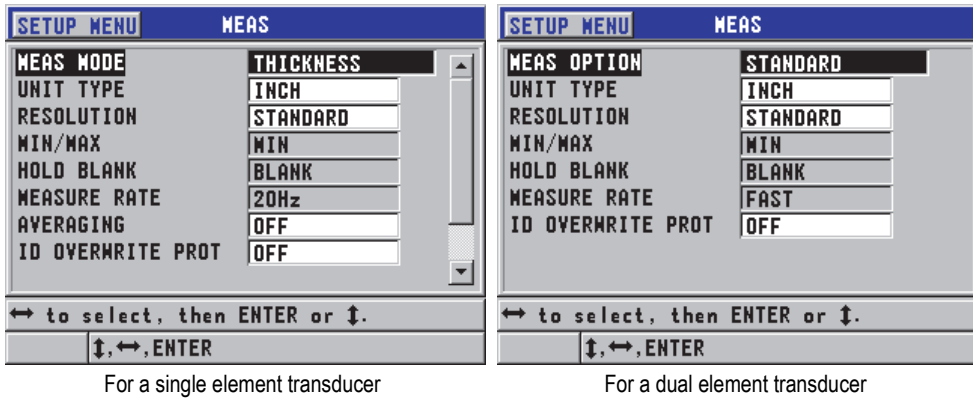 SETUP MENU MEAS
MEAS MODE THICKNESS
UNIT TYPE INCH
RESOLUTION STANDARD
MIN/MAX MIN
HOLD BLANK BLANK
MEASURE RATE 20Hz
AVERAGING OFF
ID OVERWRITE PROT OFF
↔ to select, then ENTER or ↕.
↕,↔,ENTER
For a single element transducer
SETUP MENU MEAS
MEAS OPTION STANDARD
UNIT TYPE INCH
RESOLUTION STANDARD
MIN/MAX MIN
HOLD BLANK BLANK
MEASURE RATE FAST
ID OVERWRITE PROT OFF
↔ to select, then ENTER or ↕.
↕,↔,ENTER
For a dual element transducer